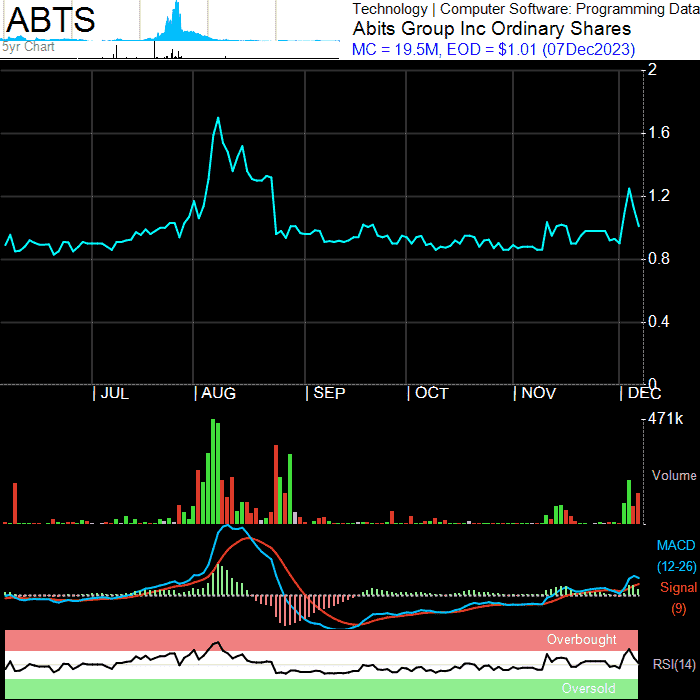 ABTS
5yr Chart
Technology | Computer Software: Programming Data
Abits Group Inc Ordinary Shares
MC = 19.5M, EOD = $1.01 (07Dec2023)
2
1.6
1.2
0.8
0.4
0
| JUL | AUG | SEP | OCT | NOV | DEC
471k
Volume
MACD
(12-26)
Signal
(9)
Overbought
RSI(14)
Oversold